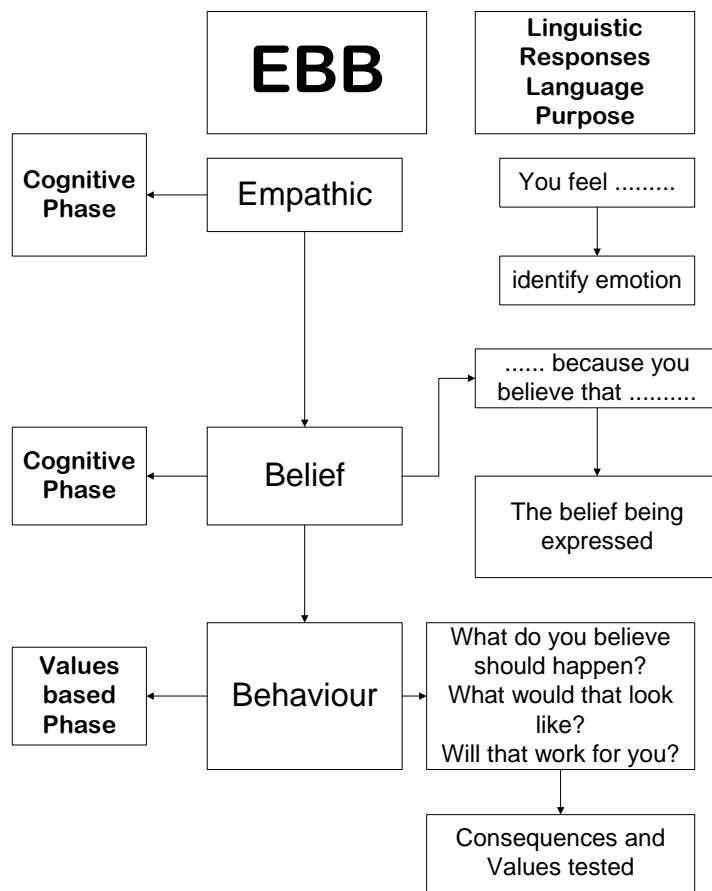 EBB
Linguistic
Responses
Language
Purpose
Cognitive
Phase
Empathic
You feel .........
identify emotion
...... because you
believe that ..........
Cognitive
Phase
Belief
The belief being
expressed
Values
based
Phase
Behaviour
What do you believe
should happen?
What would that look
like?
Will that work for you?
Consequences and
Values tested